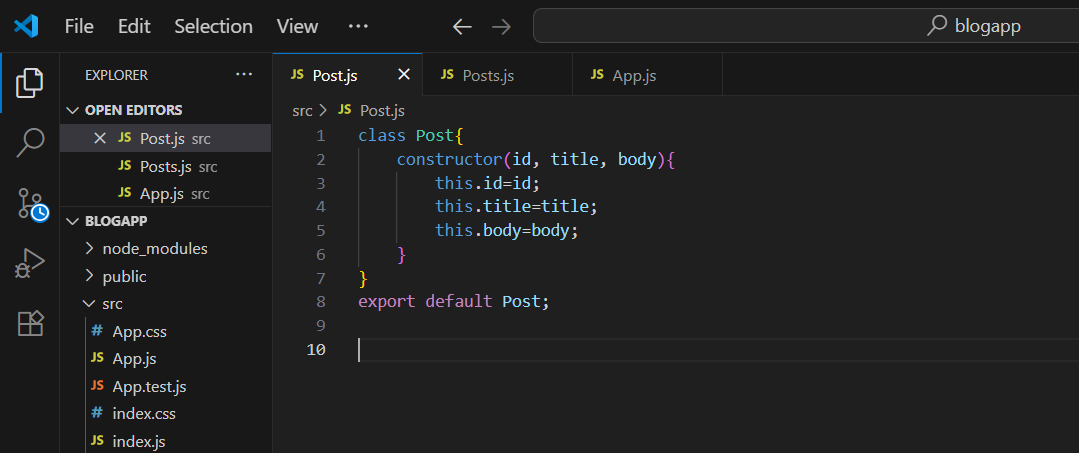 File Edit Selection View ··· ← → blogapp
EXPLORER ···
OPEN EDITORS
× JS Post.js src
JS Posts.js src
JS App.js src
BLOGAPP
node_modules
public
src
# App.css
JS App.js
JS App.test.js
# index.css
JS index.js
JS Post.js × JS Posts.js JS App.js
src > JS Post.js
1 class Post{
2     constructor(id, title, body){
3         this.id=id;
4         this.title=title;
5         this.body=body;
6     }
7 }
8 export default Post;
9
10